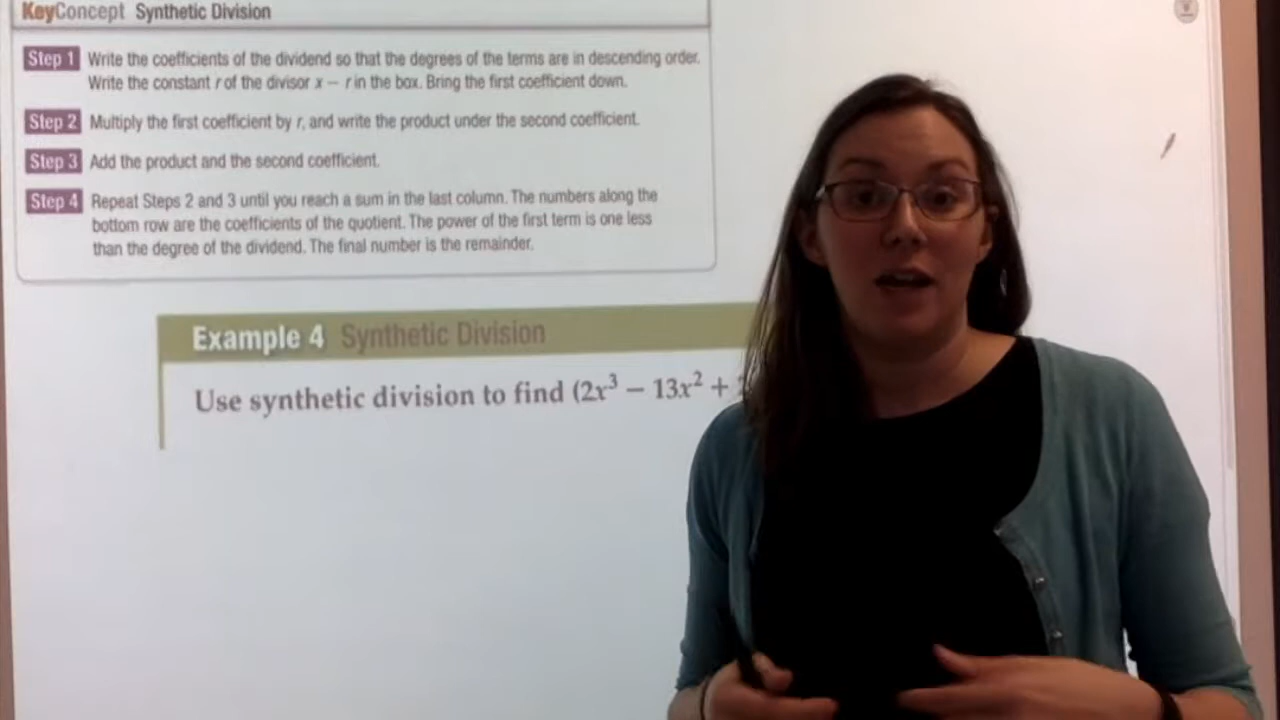 KeyConcept Synthetic Division
Step 1 Write the coefficients of the dividend so that the degrees of the terms are in descending order.
Write the constant r of the divisor x − r in the box. Bring the first coefficient down.
Step 2 Multiply the first coefficient by r, and write the product under the second coefficient.
Step 3 Add the product and the second coefficient.
Step 4 Repeat Steps 2 and 3 until you reach a sum in the last column. The numbers along the
bottom row are the coefficients of the quotient. The power of the first term is one less
than the degree of the dividend. The final number is the remainder.
Example 4 Synthetic Division
Use synthetic division to find (2x³ − 13x² +